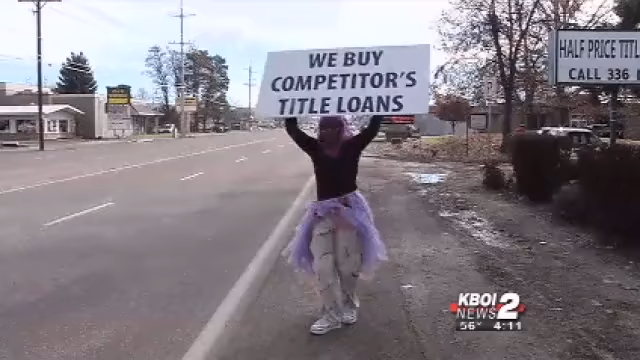 WE BUY
COMPETITOR'S
TITLE LOANS
HALF PRICE TITL
CALL 336
KBOI 2
NEWS
56° 4:11